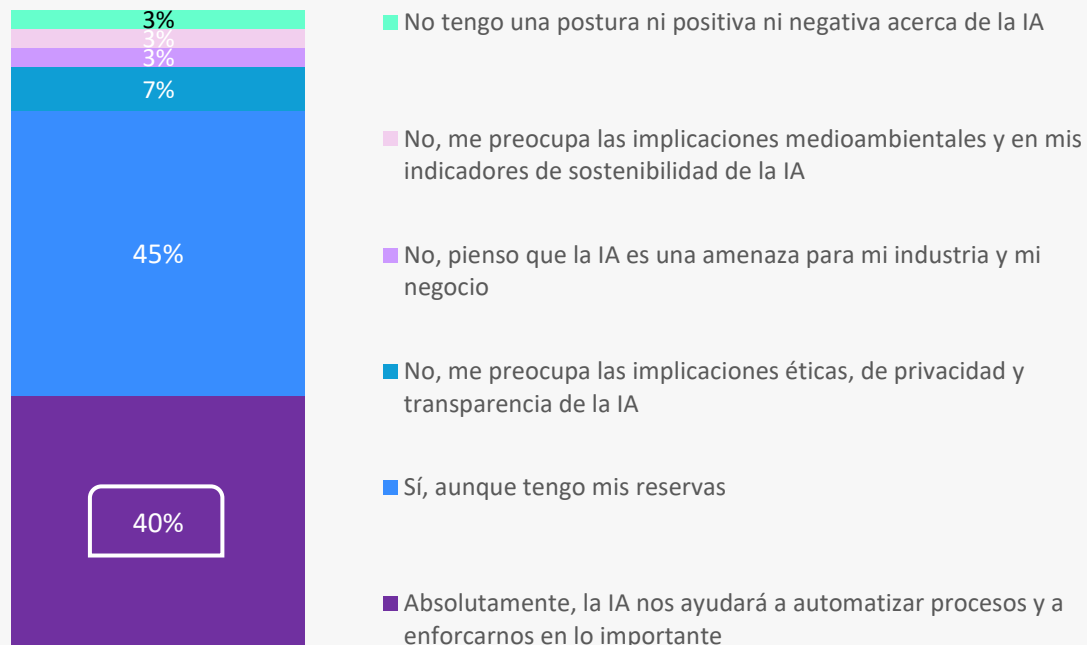 3%
3%
3%
7%
45%
40%
No tengo una postura ni positiva ni negativa acerca de la IA
No, me preocupa las implicaciones medioambientales y en mis
indicadores de sostenibilidad de la IA
No, pienso que la IA es una amenaza para mi industria y mi
negocio
No, me preocupa las implicaciones éticas, de privacidad y
transparencia de la IA
Sí, aunque tengo mis reservas
Absolutamente, la IA nos ayudará a automatizar procesos y a
enforcarnos en lo importante